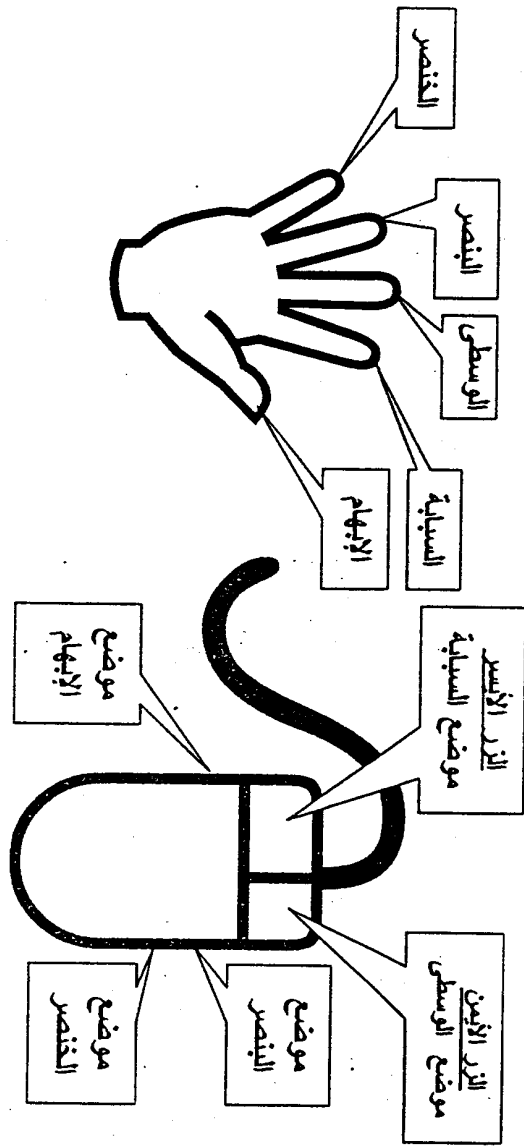 الخنصر
البنصر
الوسطى
السبابة
الإبهام
الزر الأيسر
موضع السبابة
موضع
الإبهام
الزر الأيمن
موضع الوسطى
موضع
البنصر
موضع
الخنصر